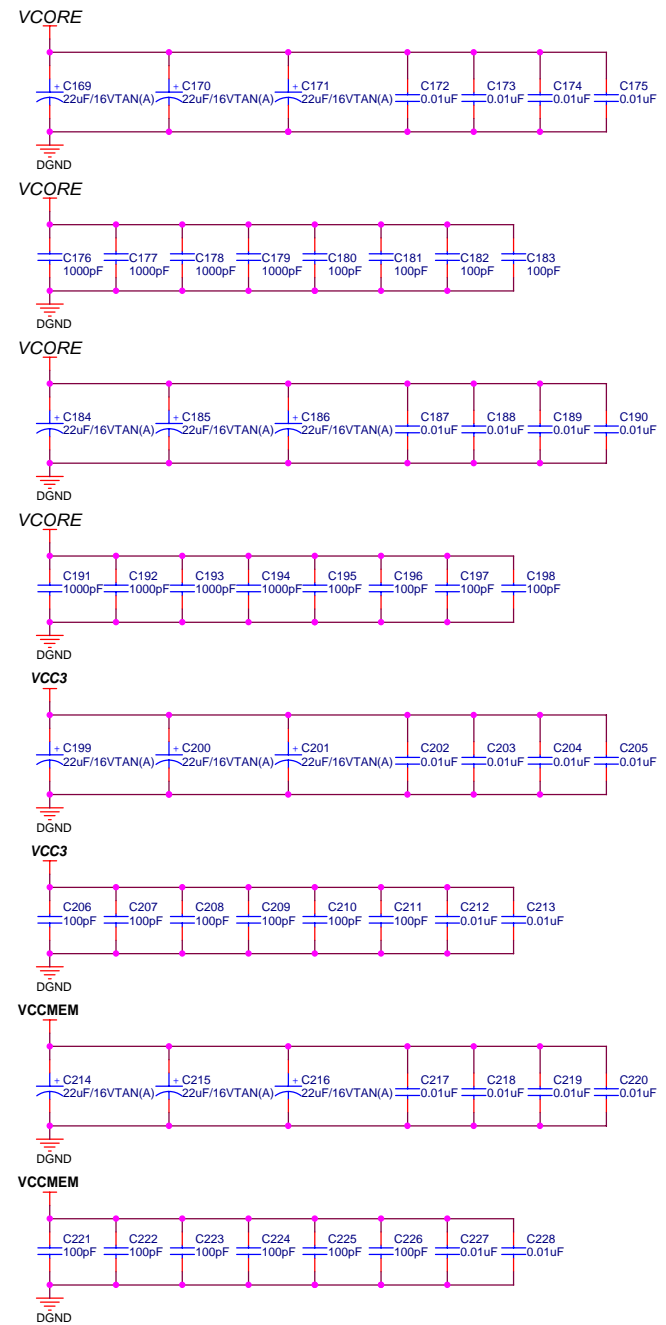 VCORE
+ C169 + C170 + C171 C172 C173 C174 C175
22uF/16VTAN(A) 22uF/16VTAN(A) 22uF/16VTAN(A) 0.01uF 0.01uF 0.01uF 0.01uF
DGND
VCORE
C176 C177 C178 C179 C180 C181 C182 C183
1000pF 1000pF 1000pF 1000pF 100pF 100pF 100pF 100pF
DGND
VCORE
+ C184 + C185 + C186 C187 C188 C189 C190
22uF/16VTAN(A) 22uF/16VTAN(A) 22uF/16VTAN(A) 0.01uF 0.01uF 0.01uF 0.01uF
DGND
VCORE
C191 C192 C193 C194 C195 C196 C197 C198
1000pF 1000pF 1000pF 1000pF 100pF 100pF 100pF 100pF
DGND
VCC3
+ C199 + C200 + C201 C202 C203 C204 C205
22uF/16VTAN(A) 22uF/16VTAN(A) 22uF/16VTAN(A) 0.01uF 0.01uF 0.01uF 0.01uF
DGND
VCC3
C206 C207 C208 C209 C210 C211 C212 C213
100pF 100pF 100pF 100pF 100pF 100pF 0.01uF 0.01uF
DGND
VCCMEM
+ C214 + C215 + C216 C217 C218 C219 C220
22uF/16VTAN(A) 22uF/16VTAN(A) 22uF/16VTAN(A) 0.01uF 0.01uF 0.01uF 0.01uF
DGND
VCCMEM
C221 C222 C223 C224 C225 C226 C227 C228
100pF 100pF 100pF 100pF 100pF 100pF 0.01uF 0.01uF
DGND